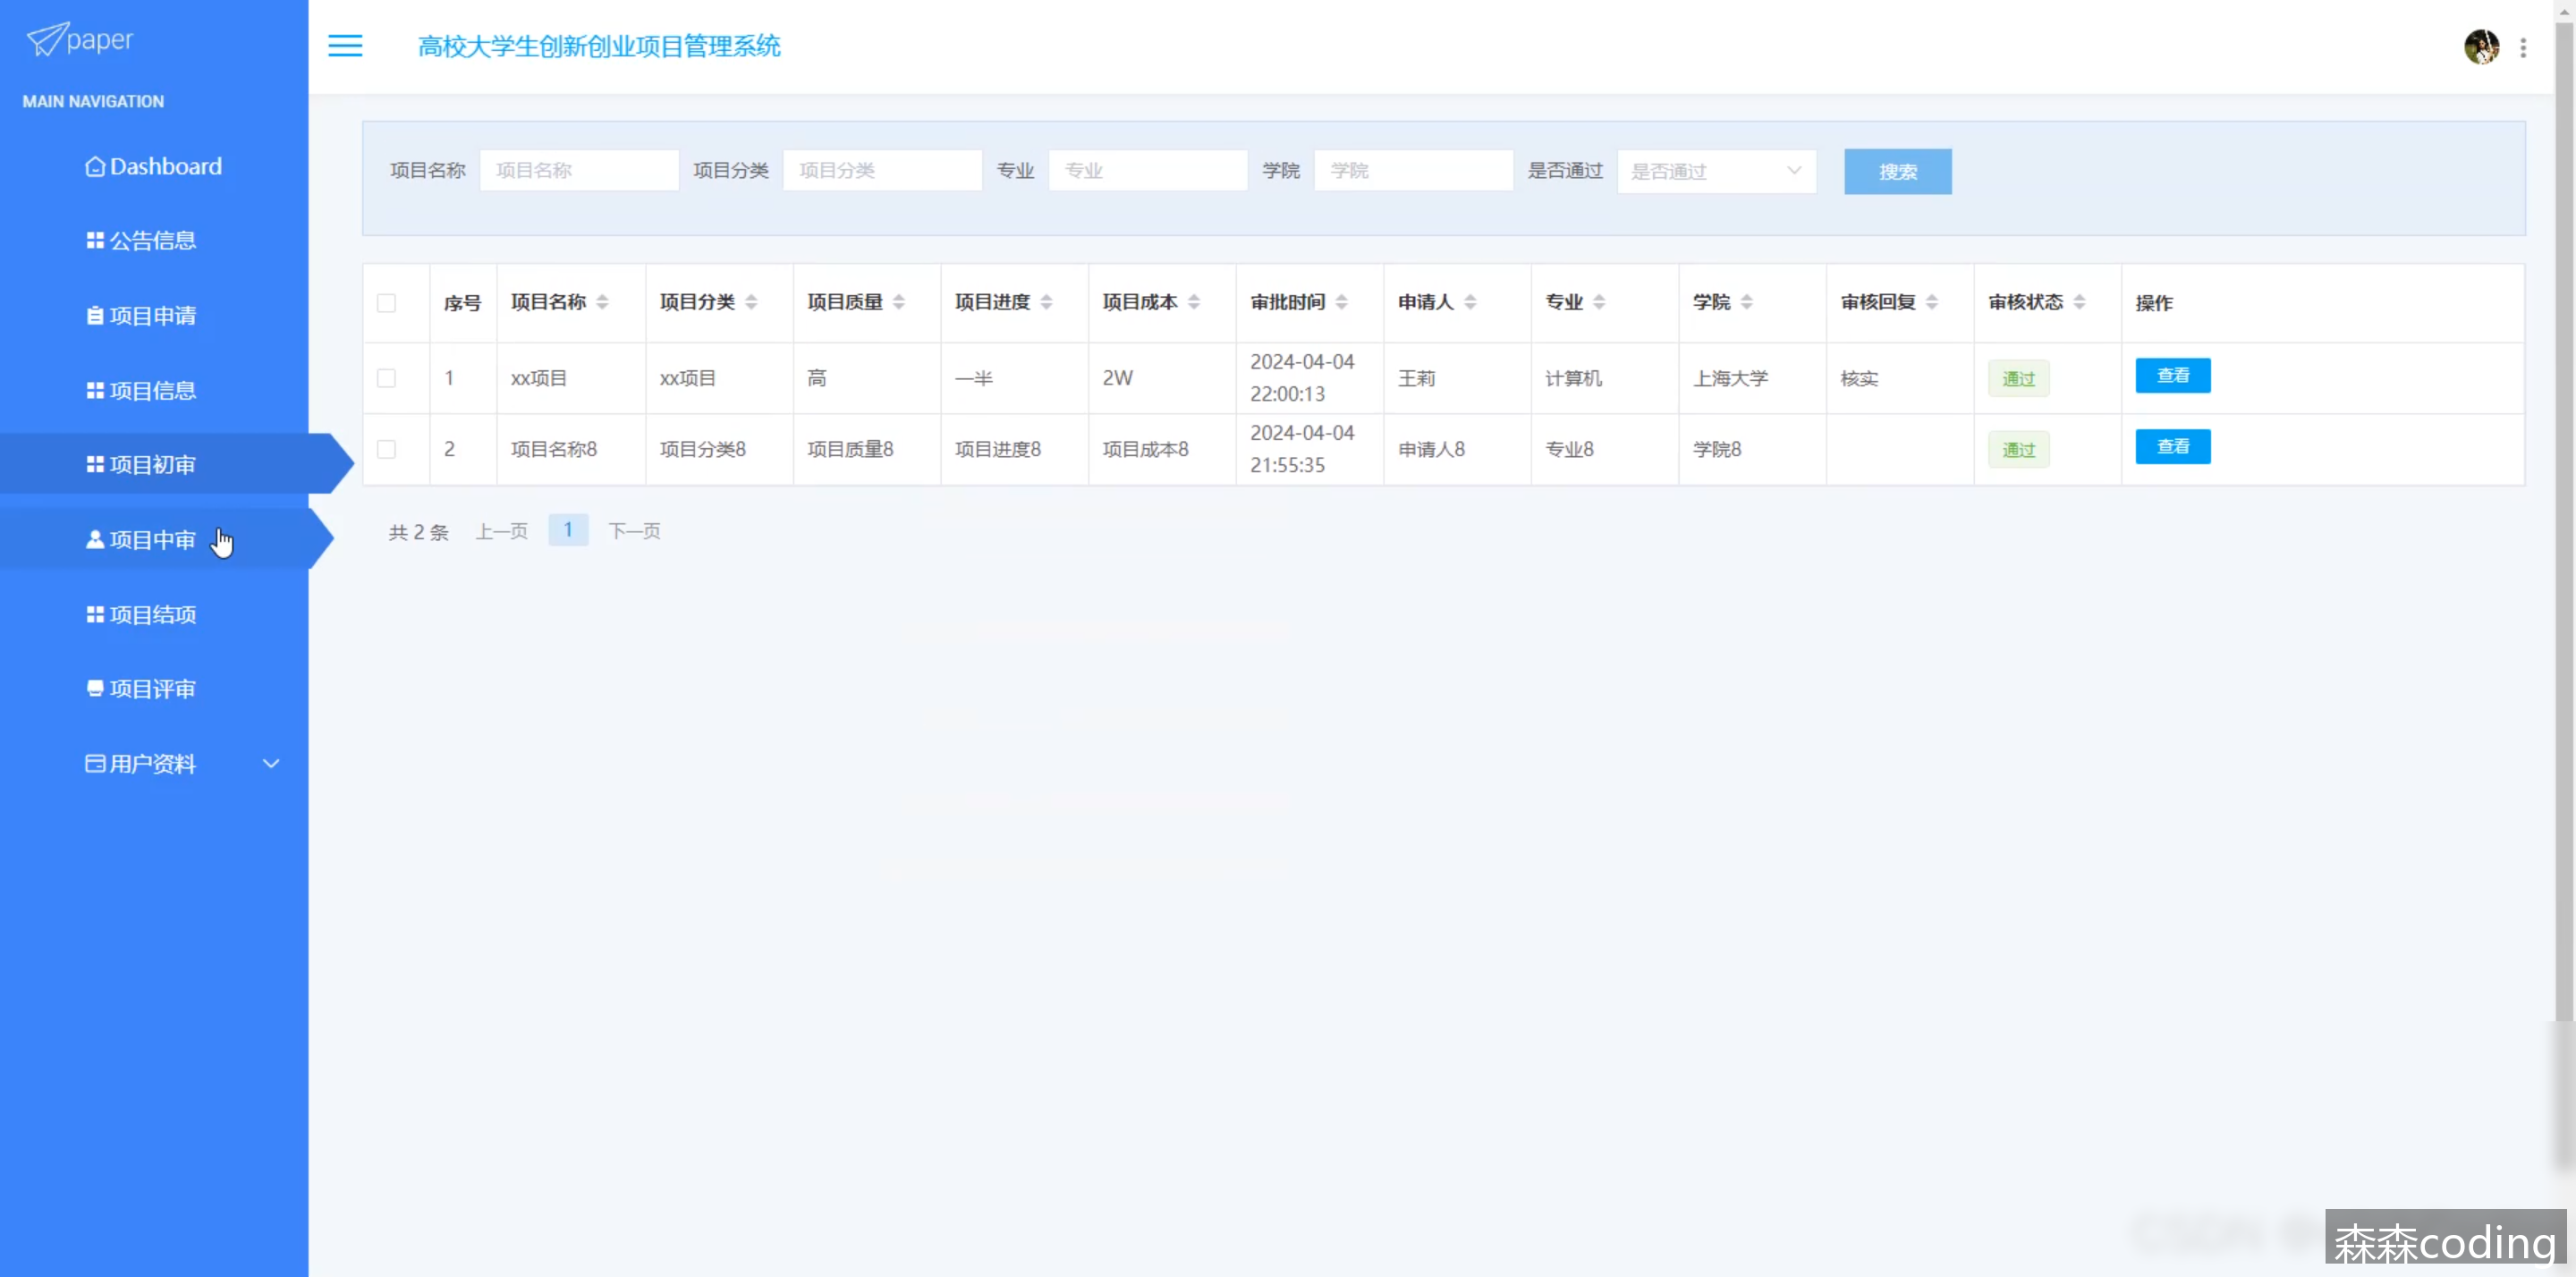 paper
高校大学生创新创业项目管理系统
MAIN NAVIGATION
Dashboard
公告信息
项目申请
项目信息
项目初审
项目中审
项目结项
项目评审
用户资料
项目名称 项目名称 项目分类 项目分类 专业 专业 学院 学院 是否通过 是否通过 搜索
序号 项目名称 项目分类 项目质量 项目进度 项目成本 审批时间 申请人 专业 学院 审核回复 审核状态 操作
1 xx项目 xx项目 高 一半 2W 2024-04-04 22:00:13 王莉 计算机 上海大学 核实 通过 查看
2 项目名称8 项目分类8 项目质量8 项目进度8 项目成本8 2024-04-04 21:55:35 申请人8 专业8 学院8 通过 查看
共 2 条 上一页 1 下一页
森森coding